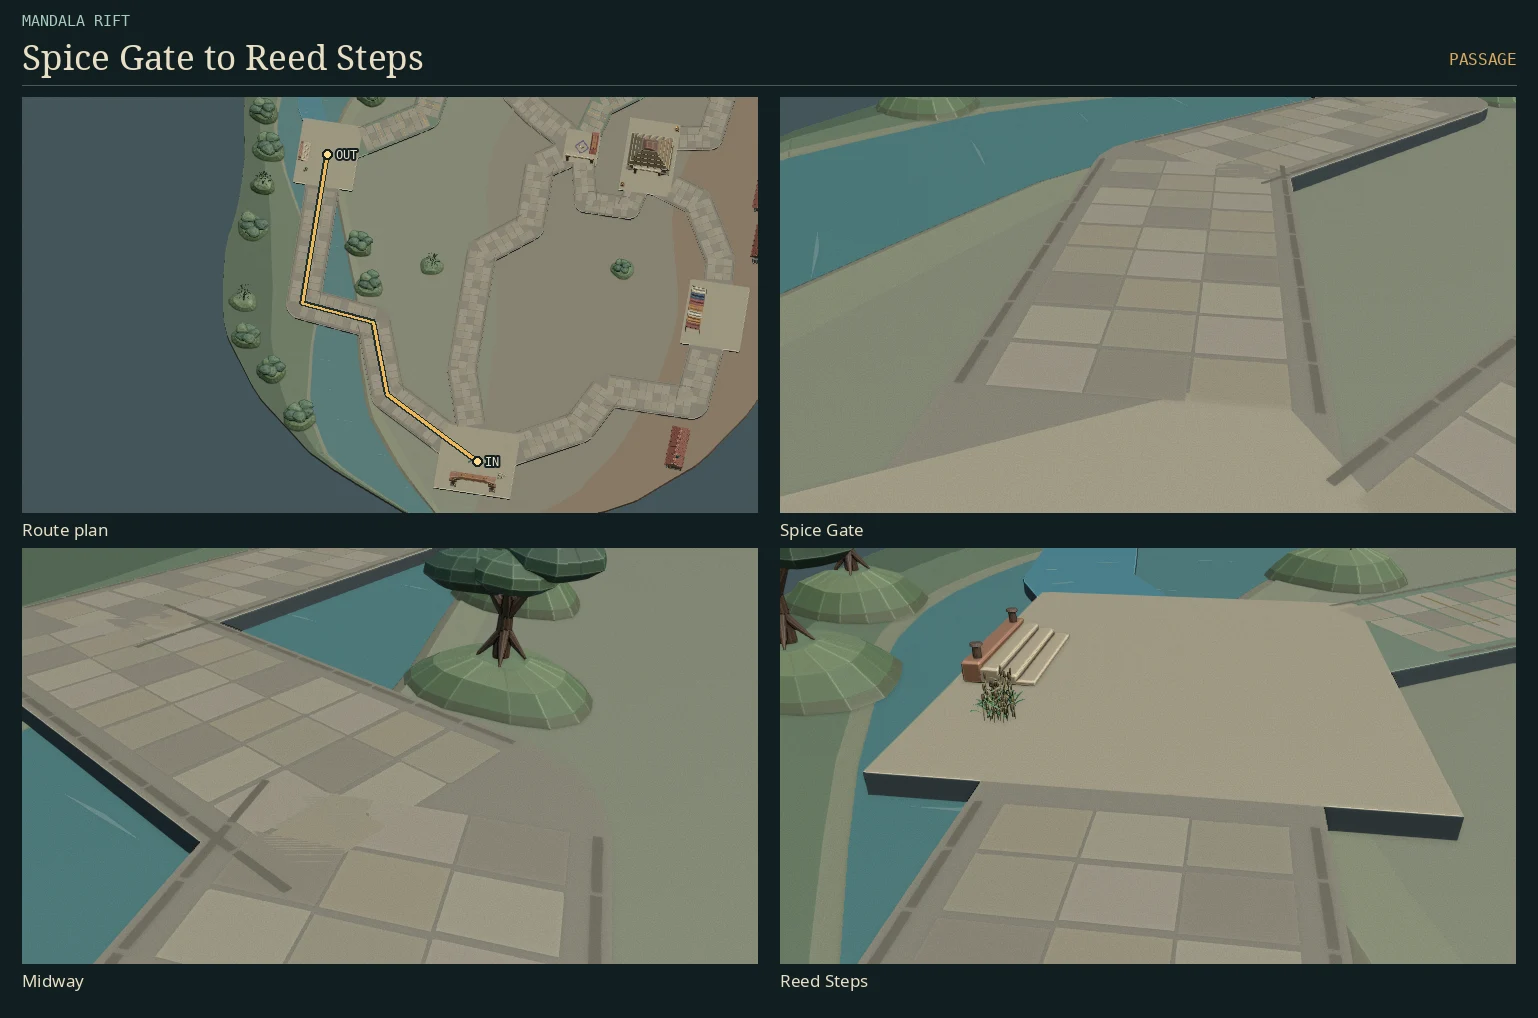 MANDALA RIFT
Spice Gate to Reed Steps
PASSAGE
OUT
IN
Route plan
Spice Gate
Midway
Reed Steps